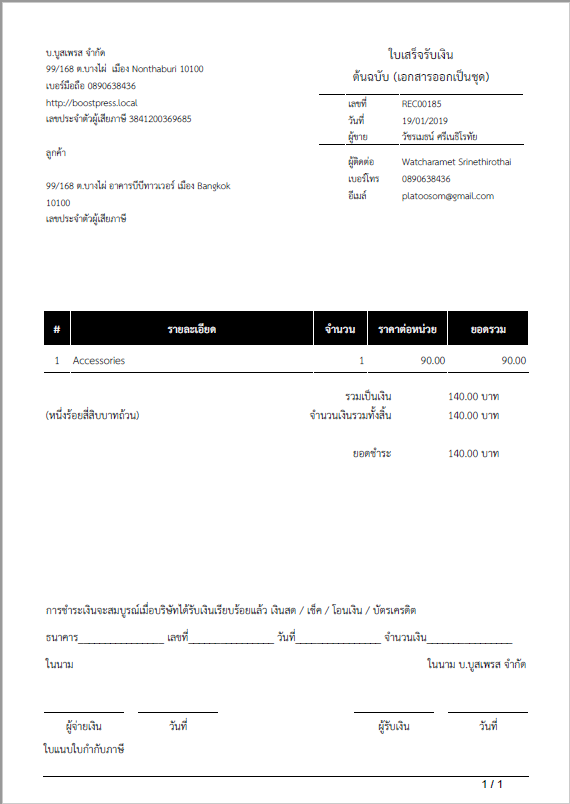 บ.บูสเพรส จำกัด
99/168 ต.บางไผ่ เมือง Nonthaburi 10100
เบอร์มือถือ 0890638436
http://boostpress.local
เลขประจำตัวผู้เสียภาษี 3841200369685
ลูกค้า
99/168 ต.บางไผ่ อาคารบีบีทาวเวอร์ เมือง Bangkok
10100
เลขประจำตัวผู้เสียภาษี
ใบเสร็จรับเงิน
ต้นฉบับ (เอกสารออกเป็นชุด)
เลขที่ REC00185
วันที่ 19/01/2019
ผู้ขาย วัชรเมธน์ ศรีเนธิโรทัย
ผู้ติดต่อ Watcharamet Srinethirothai
เบอร์โทร 0890638436
อีเมล์ platoosom@gmail.com
# รายละเอียด จำนวน ราคาต่อหน่วย ยอดรวม
1 Accessories 1 90.00 90.00
รวมเป็นเงิน 140.00 บาท
(หนึ่งร้อยสี่สิบบาทถ้วน) จำนวนเงินรวมทั้งสิ้น 140.00 บาท
ยอดชำระ 140.00 บาท
การชำระเงินจะสมบูรณ์เมื่อบริษัทได้รับเงินเรียบร้อยแล้ว เงินสด / เช็ค / โอนเงิน / บัตรเครดิต
ธนาคาร________________ เลขที่________________ วันที่________________ จำนวนเงิน________________
ในนาม ในนาม บ.บูสเพรส จำกัด
ผู้จ่ายเงิน วันที่ ผู้รับเงิน วันที่
ใบแนบใบกำกับภาษี
1 / 1